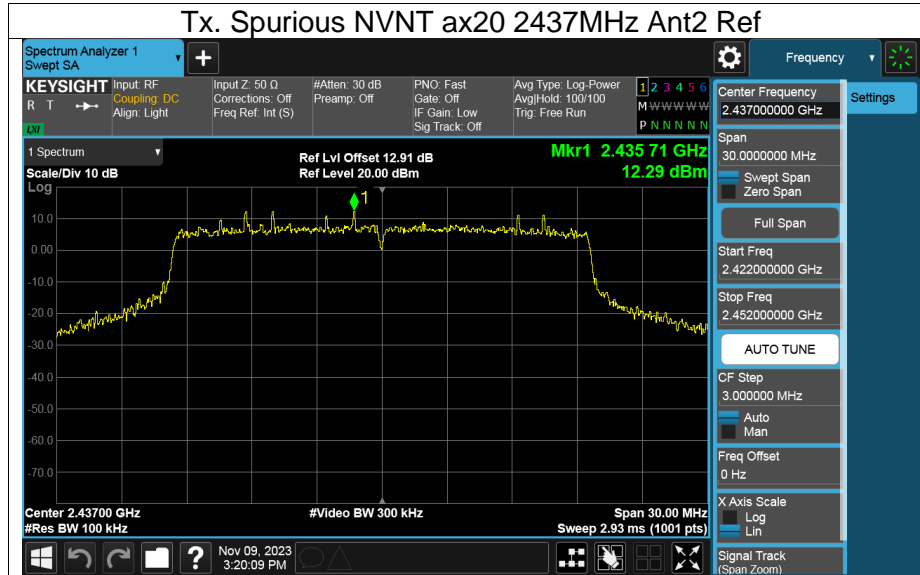 Tx. Spurious NVNT ax20 2437MHz Ant2 Ref
Spectrum Analyzer 1
Swept SA
Frequency
KEYSIGHT
R T
LXI
Input: RF
Coupling: DC
Align: Light
Input Z: 50 Ω
Corrections: Off
Freq Ref: Int (S)
#Atten: 30 dB
Preamp: Off
PNO: Fast
Gate: Off
IF Gain: Low
Sig Track: Off
Avg Type: Log-Power
Avg|Hold: 100/100
Trig: Free Run
1 2 3 4 5 6
M W W W W W
P N N N N N
1 Spectrum
Scale/Div 10 dB
Ref Lvl Offset 12.91 dB
Ref Level 20.00 dBm
Mkr1 2.435 71 GHz
12.29 dBm
Log
1
10.0
0.00
-10.0
-20.0
-30.0
-40.0
-50.0
-60.0
-70.0
Center 2.43700 GHz
#Res BW 100 kHz
#Video BW 300 kHz
Span 30.00 MHz
Sweep 2.93 ms (1001 pts)
Nov 09, 2023
3:20:09 PM
Center Frequency
2.437000000 GHz
Span
30.0000000 MHz
Swept Span
Zero Span
Full Span
Start Freq
2.422000000 GHz
Stop Freq
2.452000000 GHz
AUTO TUNE
CF Step
3.000000 MHz
Auto
Man
Freq Offset
0 Hz
X Axis Scale
Log
Lin
Signal Track
(Span Zoom)
Settings